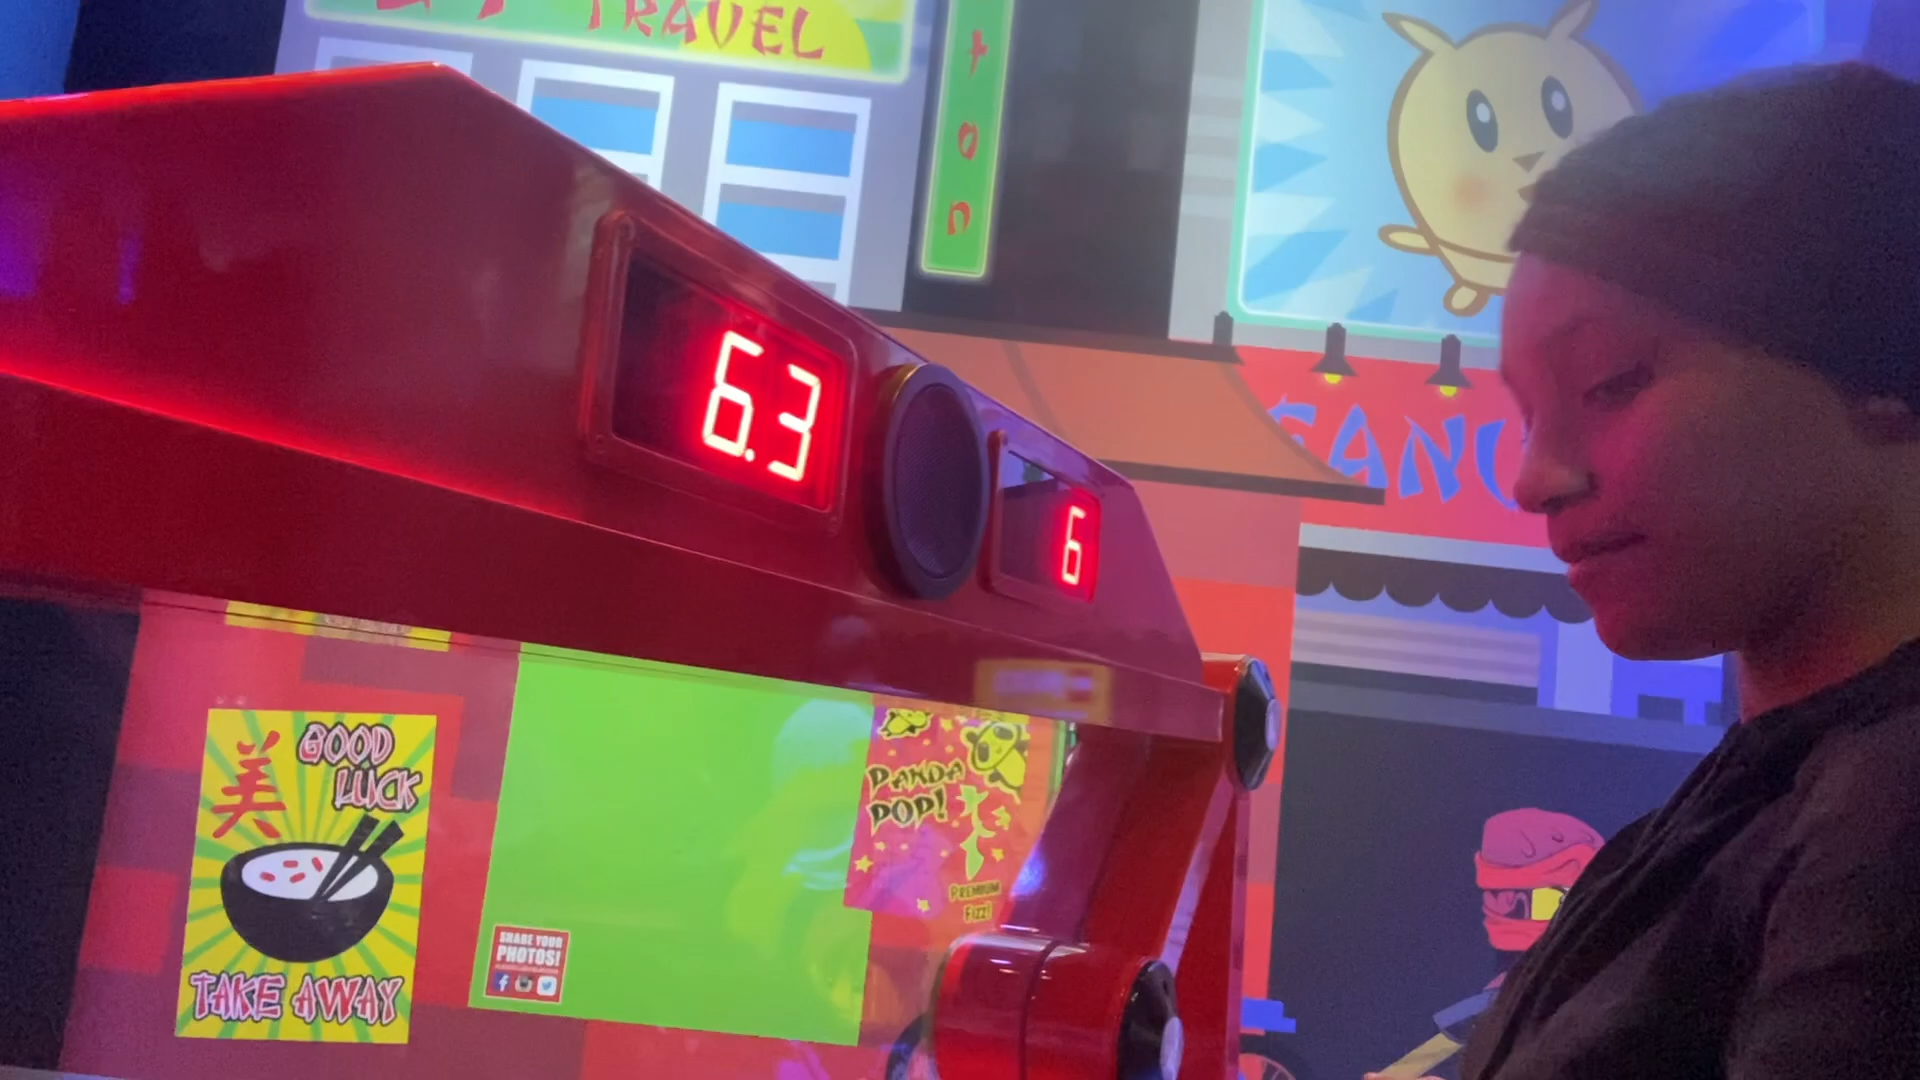 TRAVEL
6.3
6
美
GOOD
LUCK
TAKE AWAY
SHARE YOUR
PHOTOS!
PANDA
POP!
PREMIUM
FIZZ!